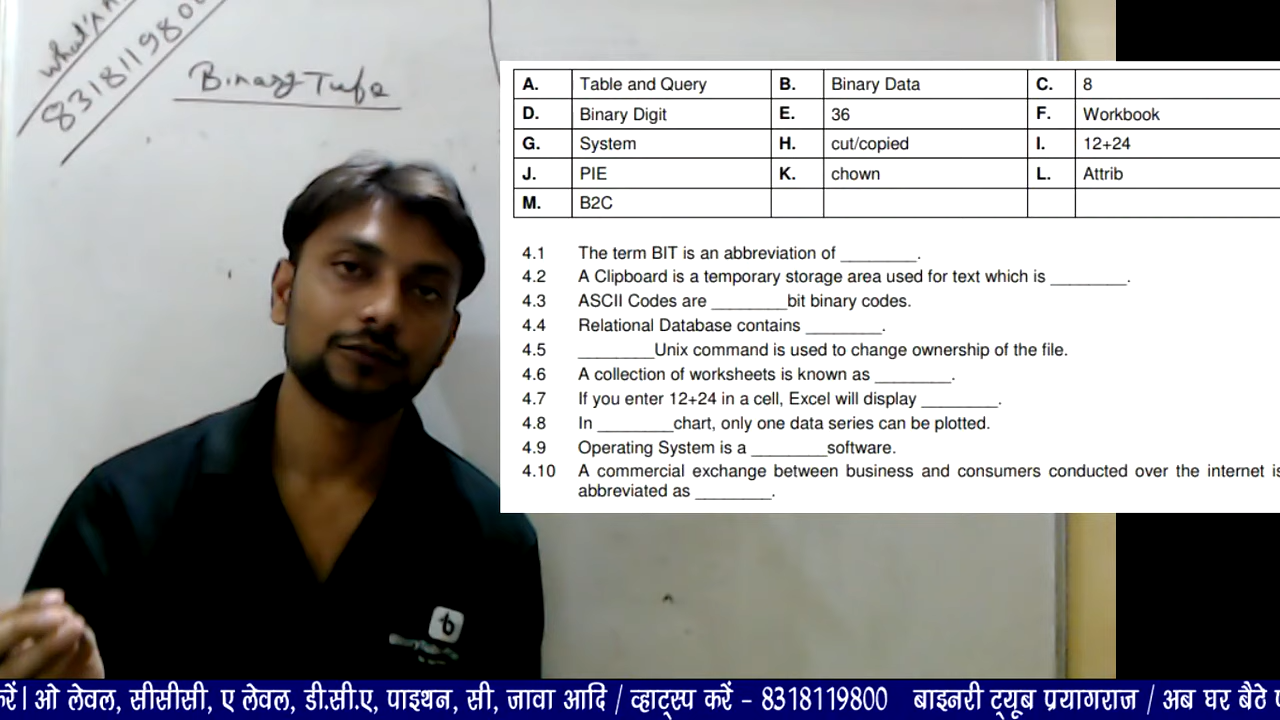 what's A
8318119800
Binary Tube
A. Table and Query B. Binary Data C. 8
D. Binary Digit E. 36 F. Workbook
G. System H. cut/copied I. 12+24
J. PIE K. chown L. Attrib
M. B2C
4.1 The term BIT is an abbreviation of ________.
4.2 A Clipboard is a temporary storage area used for text which is ________.
4.3 ASCII Codes are ________bit binary codes.
4.4 Relational Database contains ________.
4.5 ________Unix command is used to change ownership of the file.
4.6 A collection of worksheets is known as ________.
4.7 If you enter 12+24 in a cell, Excel will display ________.
4.8 In ________chart, only one data series can be plotted.
4.9 Operating System is a ________software.
4.10 A commercial exchange between business and consumers conducted over the internet is
abbreviated as ________.
b
करें। ओ लेवल, सीसीसी, ए लेवल, डी.सी.ए, पाइथन, सी, जावा आदि / व्हाट्स्प करें - 8318119800 बाइनरी ट्यूब प्रयागराज / अब घर बैठे